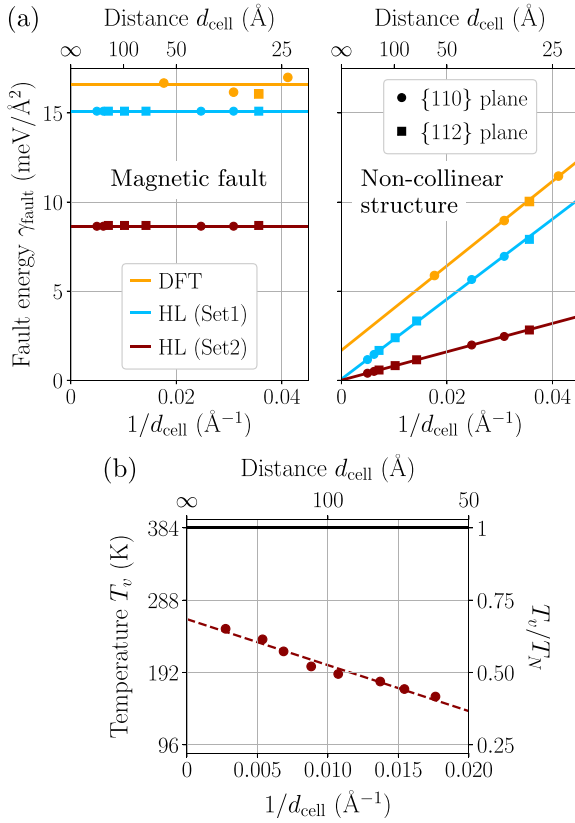 (a)
Distance d_cell (Å)
∞ 100 50 25
Distance d_cell (Å)
∞ 100 50 25
Fault energy γ_fault (meV/Å²)
15
10
5
0
Magnetic fault
DFT
HL (Set1)
HL (Set2)
{110} plane
{112} plane
Non-collinear
structure
0 0.02 0.04
1/d_cell (Å⁻¹)
0 0.02 0.04
1/d_cell (Å⁻¹)
(b)
Distance d_cell (Å)
∞ 100 50
Temperature T_v (K)
384
288
192
96
1
0.75
0.50
0.25
T_v/T_N
0 0.005 0.010 0.015 0.020
1/d_cell (Å⁻¹)